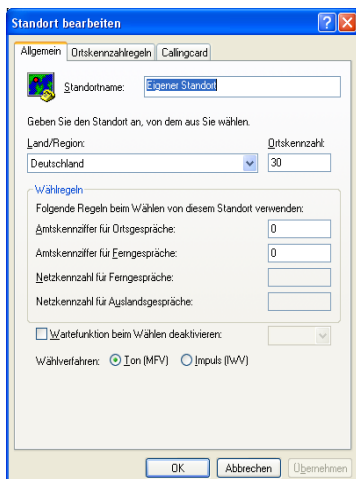 Standort bearbeiten
Allgemein Ortskennzahlregeln Callingcard
Standortname: Eigener Standort
Geben Sie den Standort an, von dem aus Sie wählen.
Land/Region: Ortskennzahl:
Deutschland 30
Wählregeln
Folgende Regeln beim Wählen von diesem Standort verwenden:
Amtskennziffer für Ortsgespräche: 0
Amtskennziffer für Ferngespräche: 0
Netzkennzahl für Ferngespräche:
Netzkennzahl für Auslandsgespräche:
Wartefunktion beim Wählen deaktivieren:
Wählverfahren: Ton (MFV) Impuls (IWV)
OK Abbrechen Übernehmen